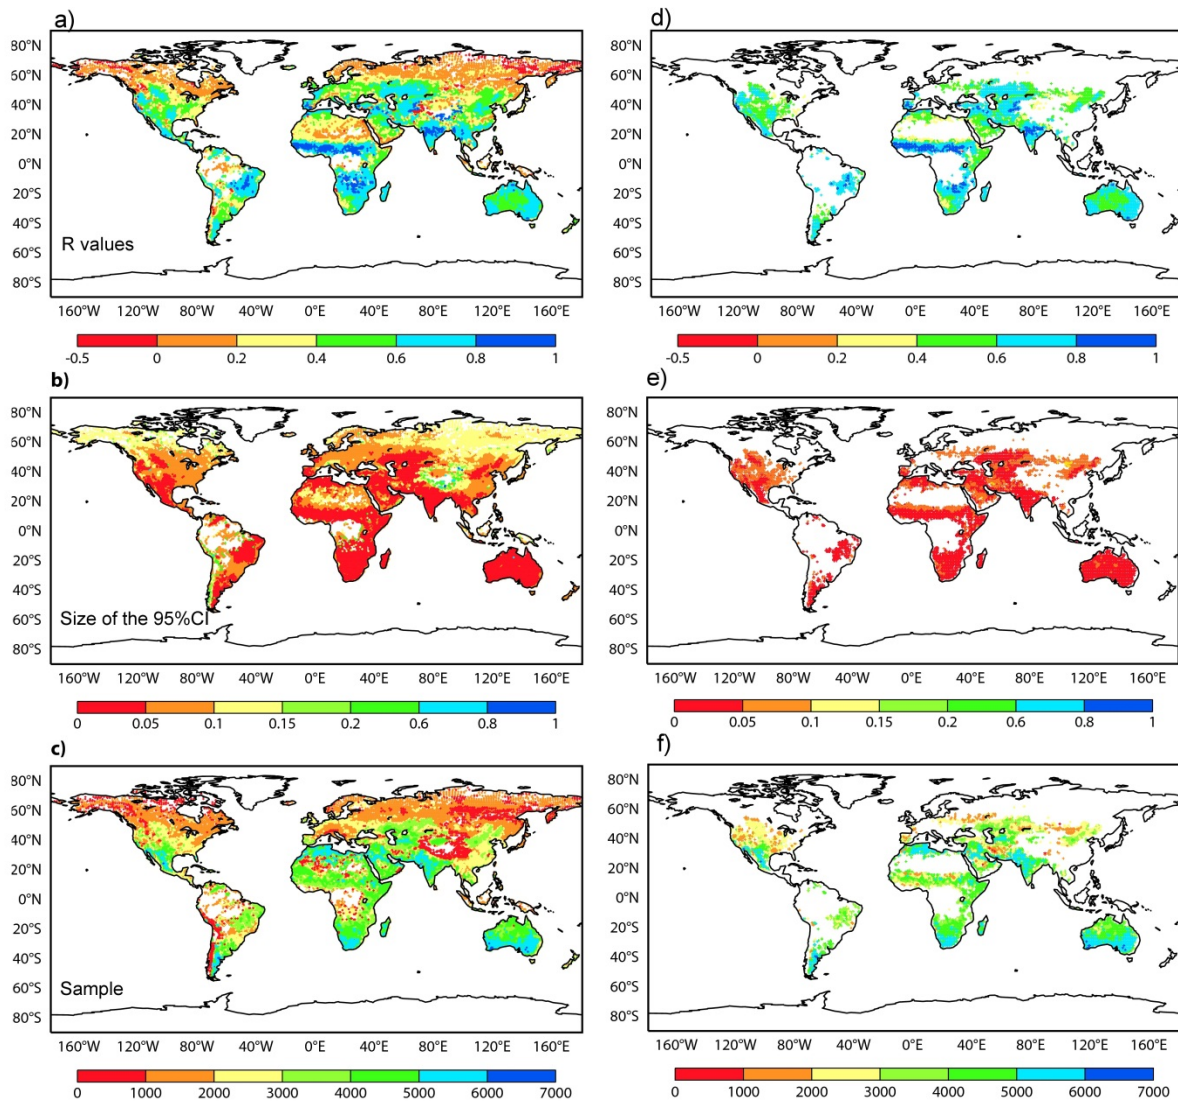 a)
80°N
60°N
40°N
20°N
0°N
20°S
40°S
60°S
80°S
R values
160°W 120°W 80°W 40°W 0°E 40°E 80°E 120°E 160°E
-0.5 0 0.2 0.4 0.6 0.8 1
d)
80°N
60°N
40°N
20°N
0°N
20°S
40°S
60°S
80°S
160°W 120°W 80°W 40°W 0°E 40°E 80°E 120°E 160°E
-0.5 0 0.2 0.4 0.6 0.8 1
b)
80°N
60°N
40°N
20°N
0°N
20°S
40°S
60°S
80°S
Size of the 95%CI
160°W 120°W 80°W 40°W 0°E 40°E 80°E 120°E 160°E
0 0.05 0.1 0.15 0.2 0.6 0.8 1
e)
80°N
60°N
40°N
20°N
0°N
20°S
40°S
60°S
80°S
160°W 120°W 80°W 40°W 0°E 40°E 80°E 120°E 160°E
0 0.05 0.1 0.15 0.2 0.6 0.8 1
c)
80°N
60°N
40°N
20°N
0°N
20°S
40°S
60°S
80°S
Sample
160°W 120°W 80°W 40°W 0°E 40°E 80°E 120°E 160°E
0 1000 2000 3000 4000 5000 6000 7000
f)
80°N
60°N
40°N
20°N
0°N
20°S
40°S
60°S
80°S
160°W 120°W 80°W 40°W 0°E 40°E 80°E 120°E 160°E
0 1000 2000 3000 4000 5000 6000 7000